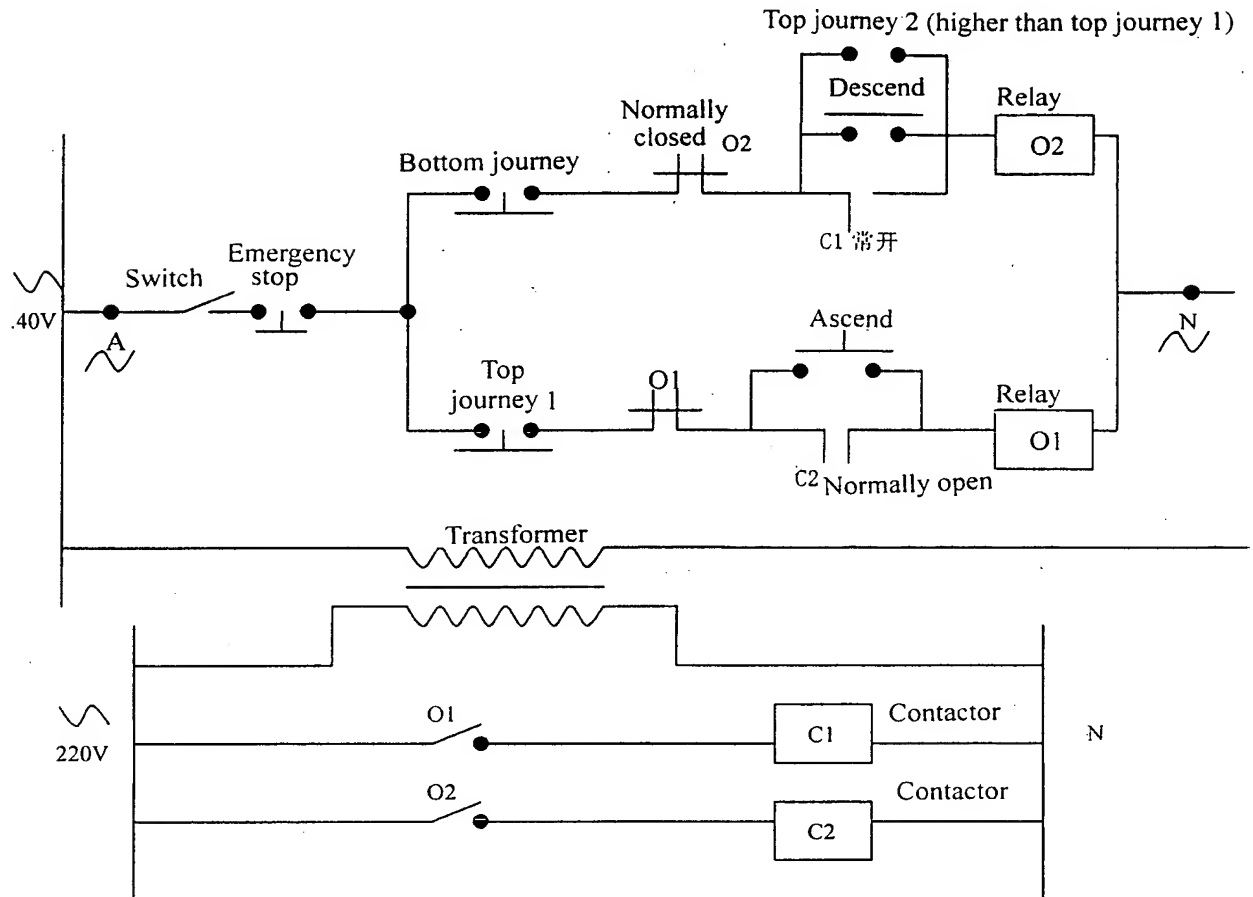 Top journey 2 (higher than top journey 1)
Descend
Normally
closed
O2
Relay
O2
Bottom journey
C1 常开
Emergency
stop
Switch
.40V
A
N
Ascend
Top
journey 1
O1
Relay
O1
C2 Normally open
Transformer
O1
C1
Contactor
220V
N
O2
C2
Contactor